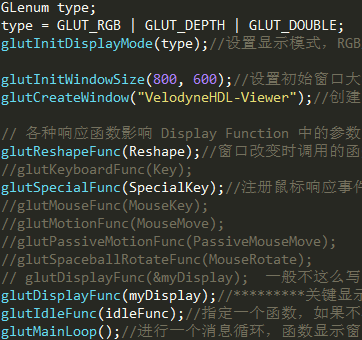 GLenum type;
type = GLUT_RGB | GLUT_DEPTH | GLUT_DOUBLE;
glutInitDisplayMode(type);//设置显示模式，RGB
glutInitWindowSize(800, 600);//设置初始窗口大
glutCreateWindow("VelodyneHDL-Viewer");//创建
// 各种响应函数影响 Display Function 中的参数
glutReshapeFunc(Reshape);//窗口改变时调用的函
//glutKeyboardFunc(Key);
glutSpecialFunc(SpecialKey);//注册鼠标响应事件
//glutMouseFunc(MouseKey);
//glutMotionFunc(MouseMove);
//glutPassiveMotionFunc(PassiveMouseMove);
//glutSpaceballRotateFunc(MouseRotate);
// glutDisplayFunc(&myDisplay);  一般不这么写
glutDisplayFunc(myDisplay);//*********关键显示
glutIdleFunc(idleFunc);//指定一个函数，如果不
glutMainLoop();//进行一个消息循环，函数显示窗